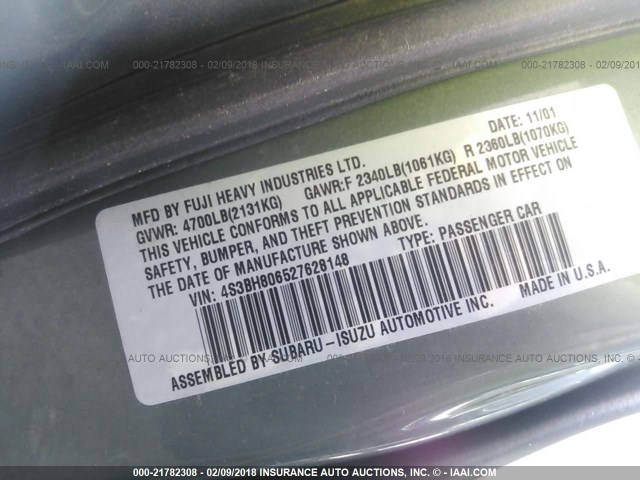 000-21782308 - 02/09/2018 INSURANCE AUTO AUCTIONS - © IAAI.COM
MFD BY FUJI HEAVY INDUSTRIES LTD. DATE: 11/01
GVWR: 4700LB(2131KG) GAWR:F 2340LB(1061KG) R 2360LB(1070KG)
THIS VEHICLE CONFORMS TO ALL APPLICABLE FEDERAL MOTOR VEHICLE
SAFETY, BUMPER, AND THEFT PREVENTION STANDARDS IN EFFECT ON
THE DATE OF MANUFACTURE SHOWN ABOVE.
VIN: 4S3BH806527628148 TYPE: PASSENGER CAR
ASSEMBLED BY SUBARU-ISUZU AUTOMOTIVE INC. MADE IN U.S.A.
000-21782308 - 02/09/2018 INSURANCE AUTO AUCTIONS - © IAAI.COM